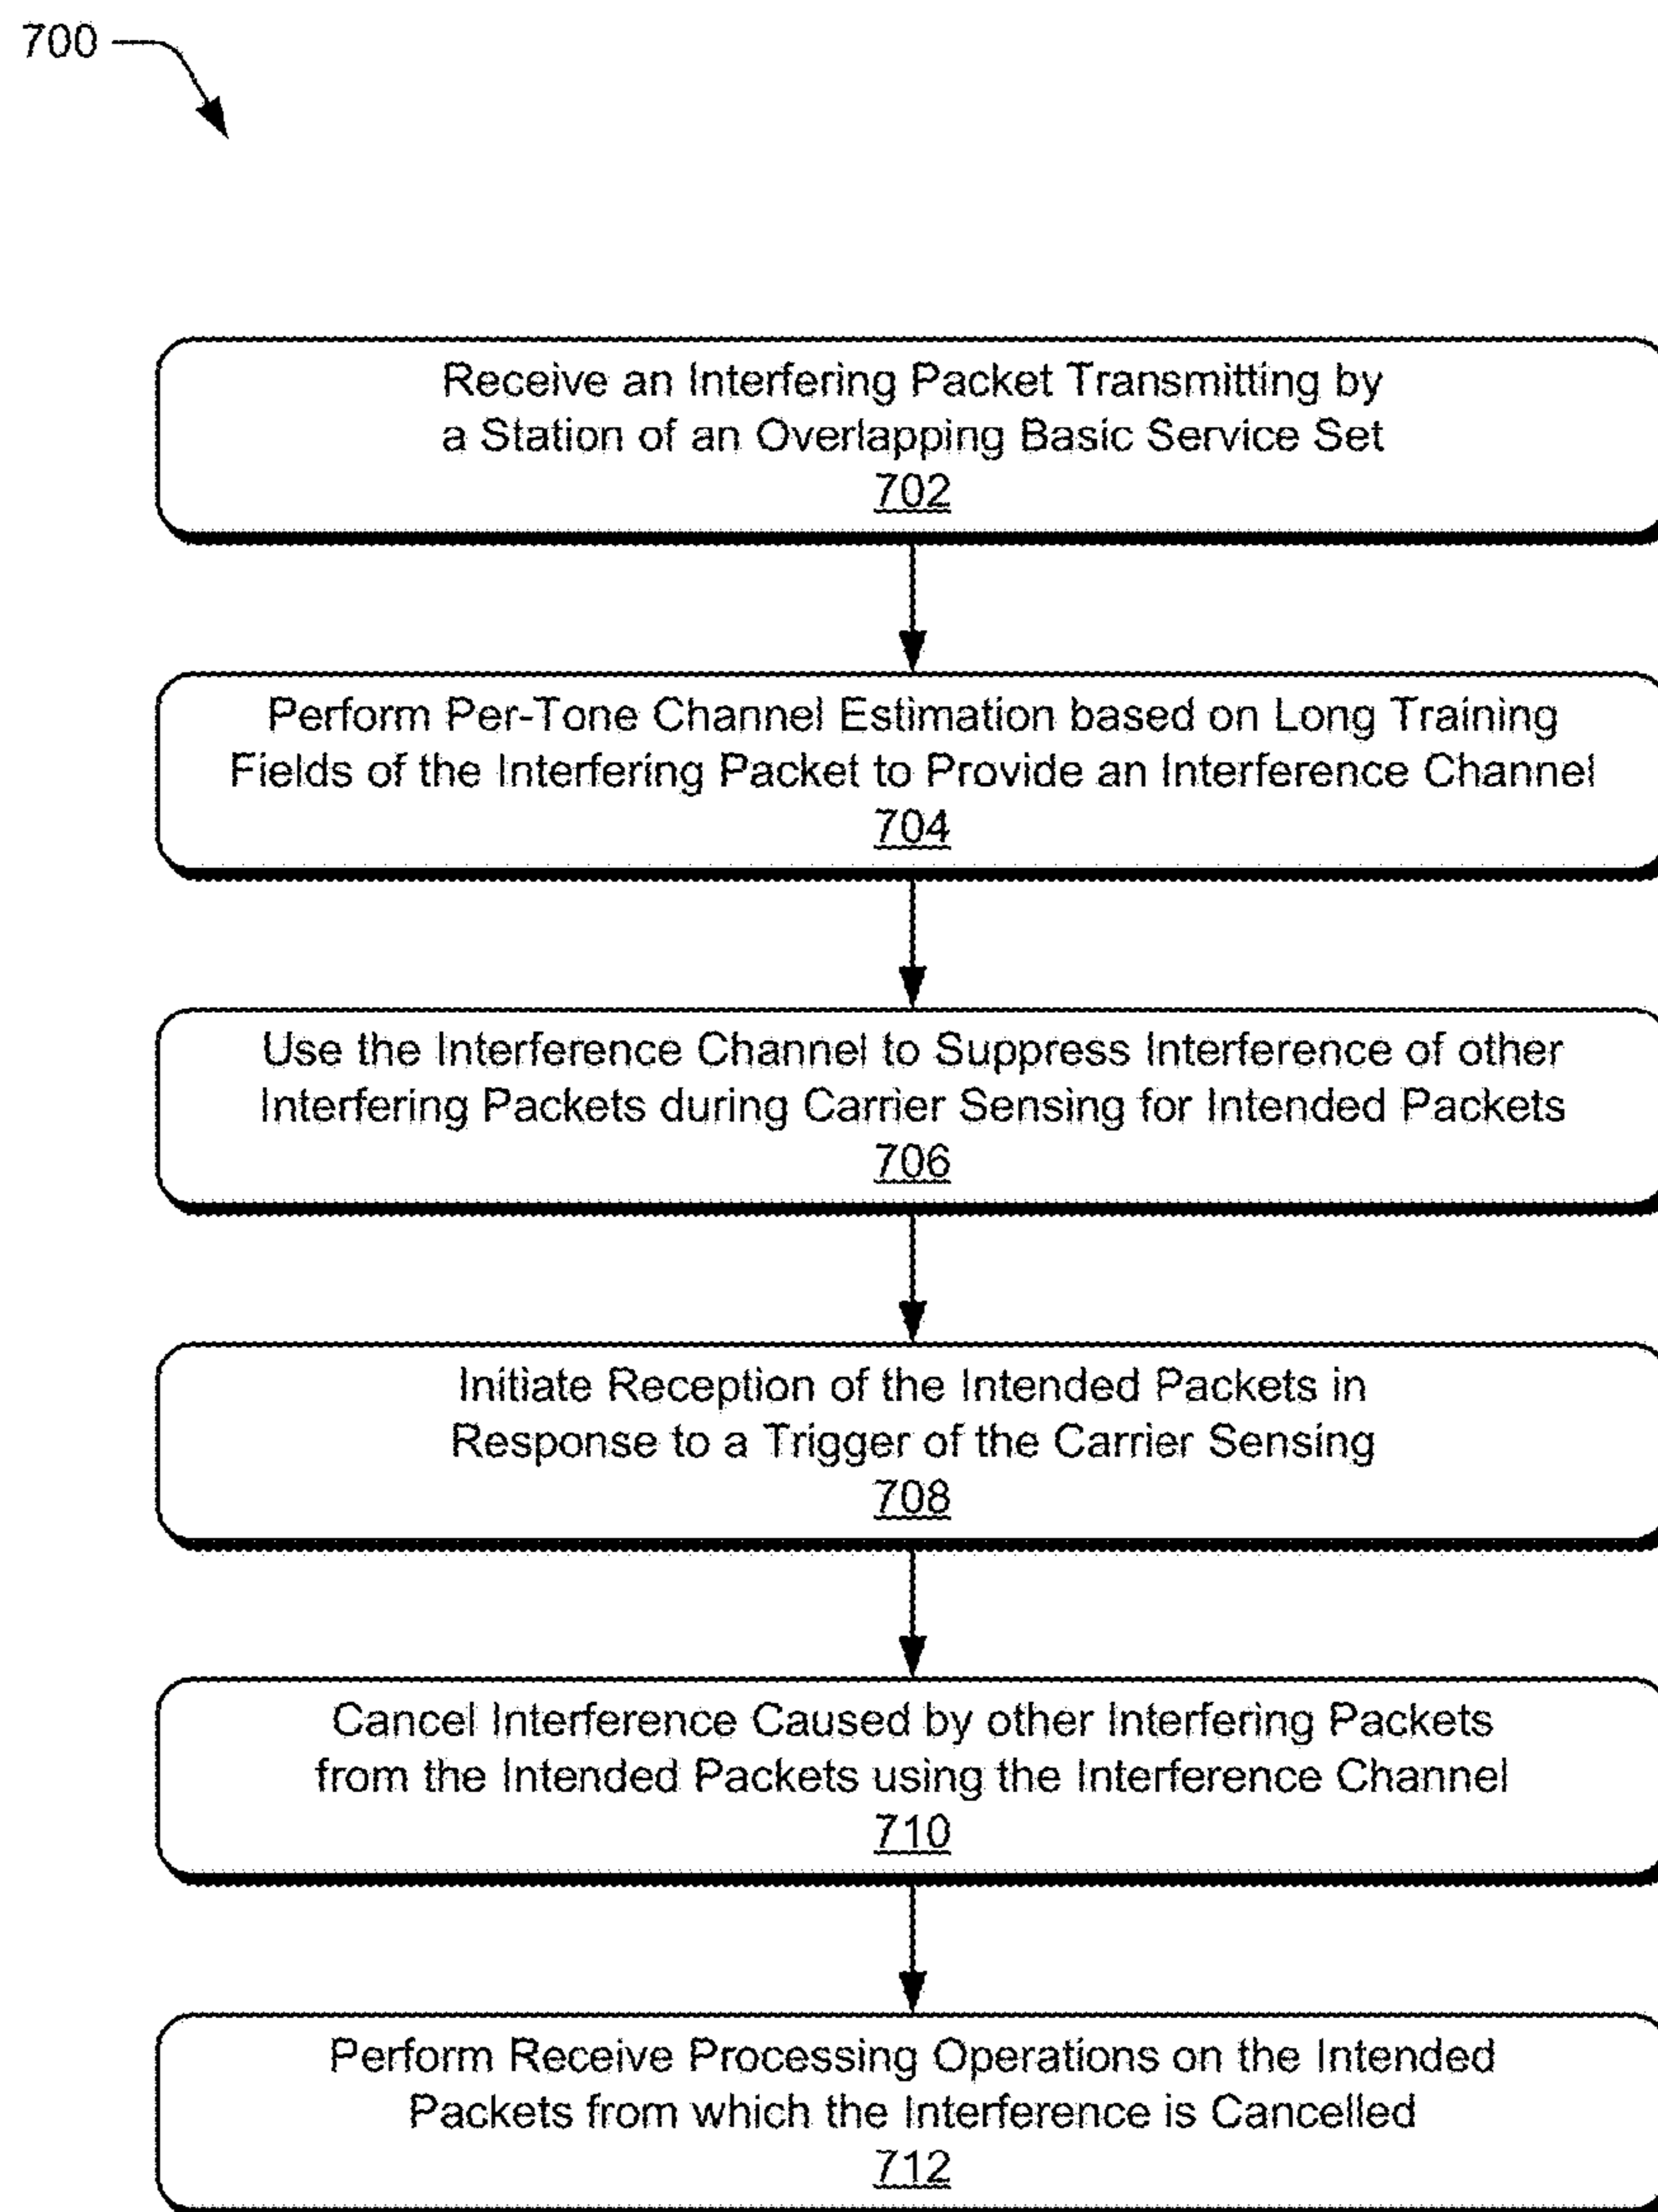 700
Receive an Interfering Packet Transmitting by
a Station of an Overlapping Basic Service Set
702
Perform Per-Tone Channel Estimation based on Long Training
Fields of the Interfering Packet to Provide an Interference Channel
704
Use the Interference Channel to Suppress Interference of other
Interfering Packets during Carrier Sensing for Intended Packets
706
Initiate Reception of the Intended Packets in
Response to a Trigger of the Carrier Sensing
708
Cancel Interference Caused by other Interfering Packets
from the Intended Packets using the Interference Channel
710
Perform Receive Processing Operations on the Intended
Packets from which the Interference is Cancelled
712